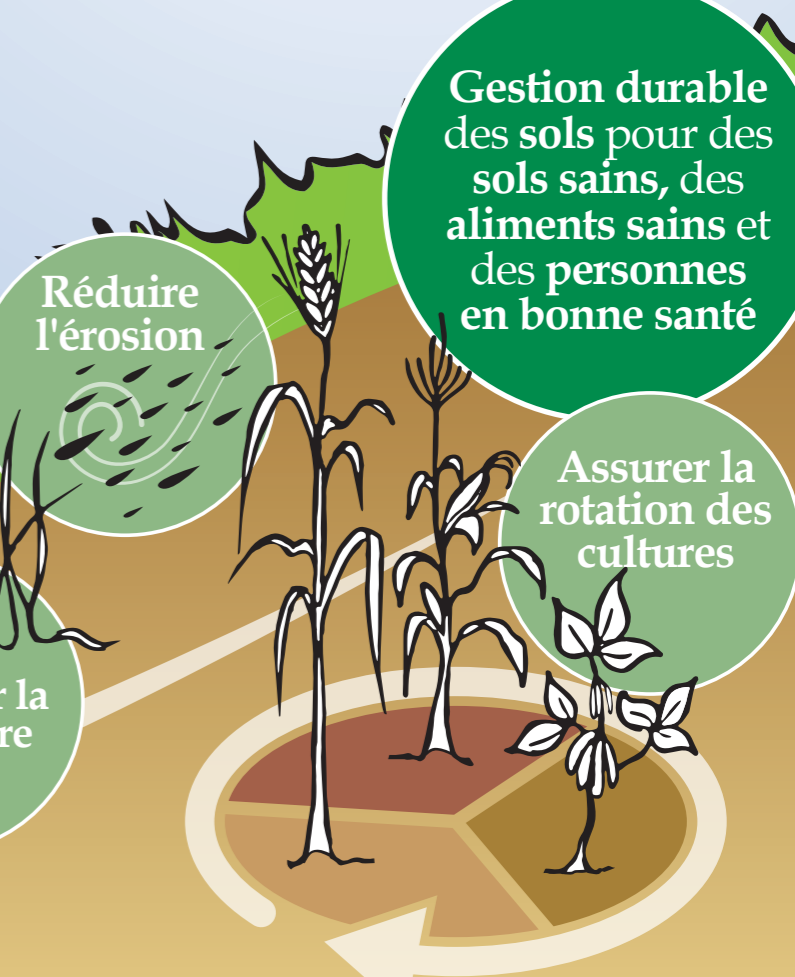 Gestion durable
des sols pour des
sols sains, des
aliments sains et
des personnes
en bonne santé
Réduire
l'érosion
Assurer la
rotation des
cultures
la